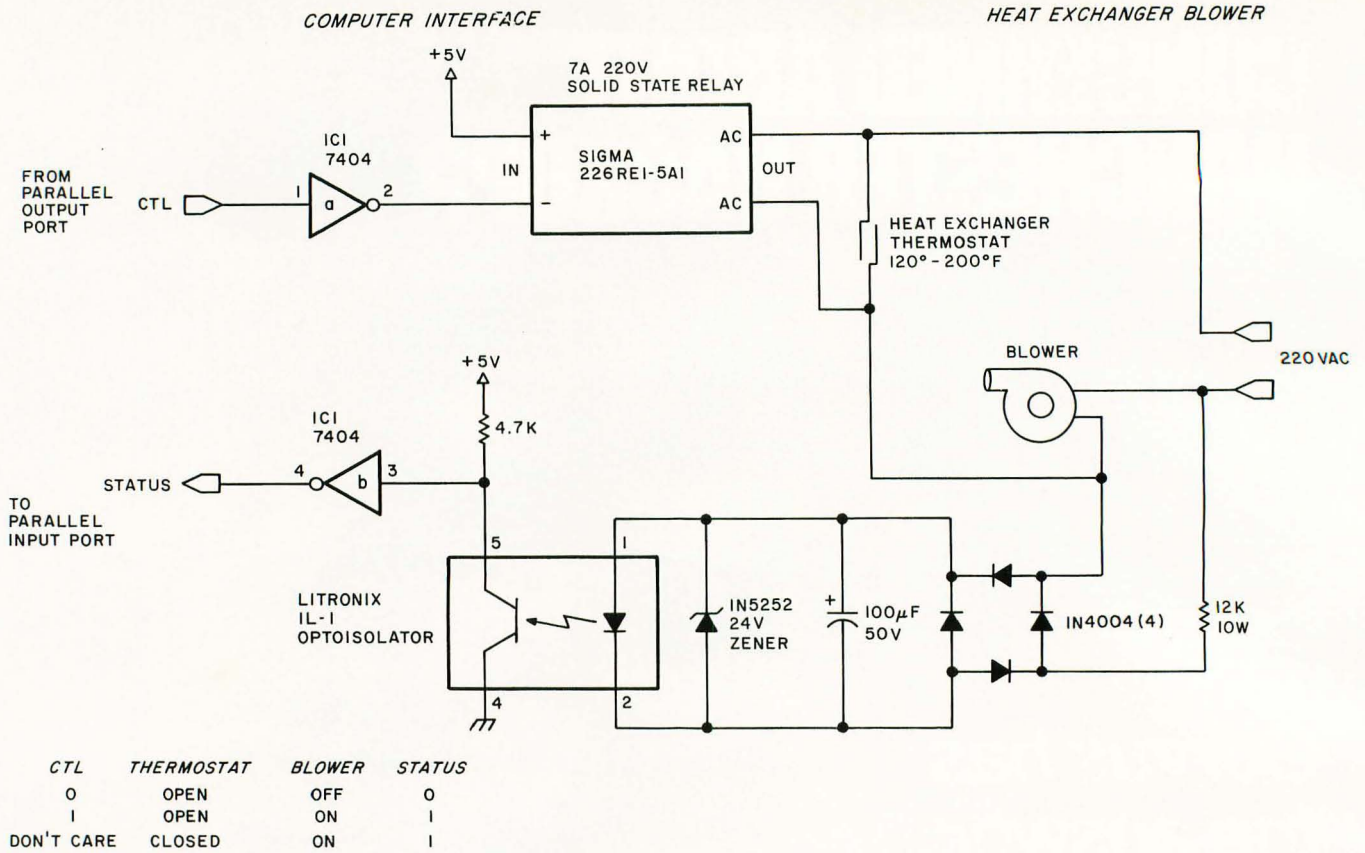 COMPUTER INTERFACE
HEAT EXCHANGER BLOWER
+5V
7A 220V
SOLID STATE RELAY
IC1
7404
FROM
PARALLEL
OUTPUT
PORT
CTL
1
a
2
+
IN
−
SIGMA
226RE1-5A1
AC
OUT
AC
HEAT EXCHANGER
THERMOSTAT
120°-200°F
220VAC
BLOWER
+5V
4.7K
IC1
7404
STATUS
4
b
3
TO
PARALLEL
INPUT PORT
5
1
LITRONIX
IL-1
OPTOISOLATOR
4
2
IN5252
24V
ZENER
+
100µF
50V
IN4004(4)
12K
10W
CTL THERMOSTAT BLOWER STATUS
0 OPEN OFF 0
1 OPEN ON 1
DON'T CARE CLOSED ON 1